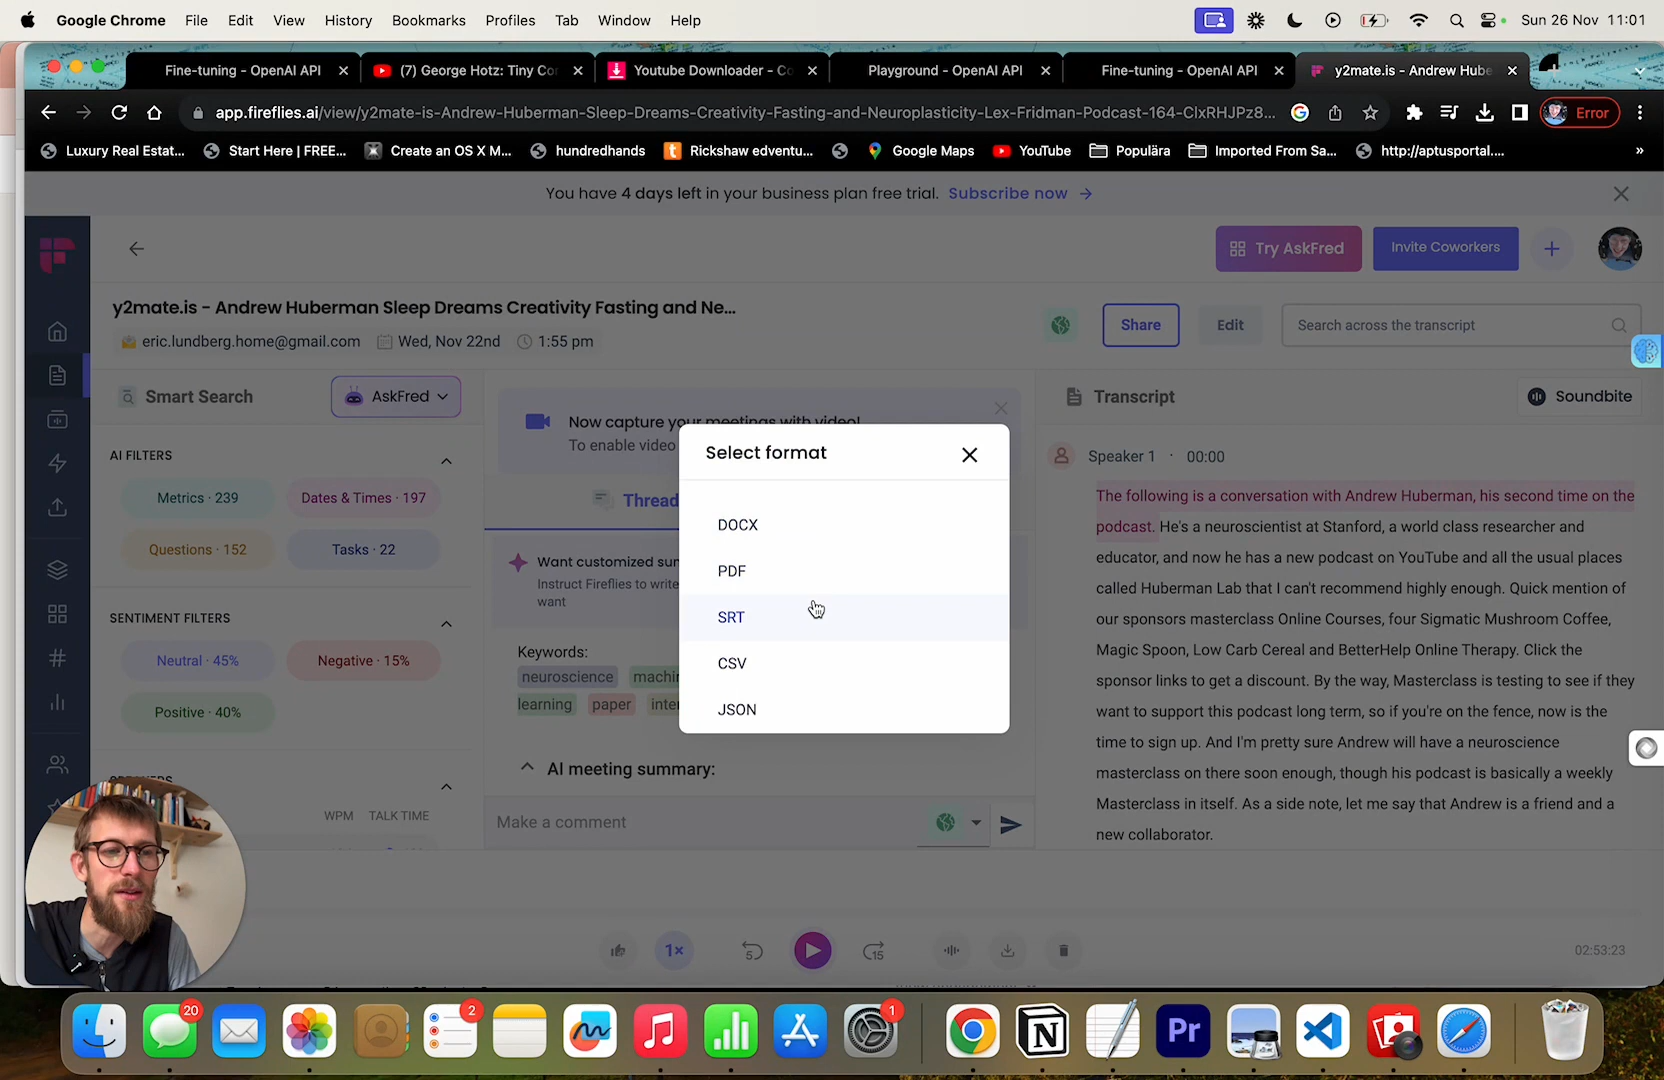 Google Chrome File Edit View History Bookmarks Profiles Tab Window Help Sun 26 Nov 11:01
Fine-tuning - OpenAI API
(7) George Hotz: Tiny Co
Youtube Downloader - Co
Playground - OpenAI API
Fine-tuning - OpenAI API
y2mate.is - Andrew Hube
app.fireflies.ai/view/y2mate-is-Andrew-Huberman-Sleep-Dreams-Creativity-Fasting-and-Neuroplasticity-Lex-Fridman-Podcast-164-ClxRHJPz8...
Error
Luxury Real Estat...
Start Here | FREE...
Create an OS X M...
hundredhands
Rickshaw edventu...
Google Maps
YouTube
Populära
Imported From Sa...
http://aptusportal....
»
You have 4 days left in your business plan free trial. Subscribe now →
Try AskFred
Invite Coworkers
y2mate.is - Andrew Huberman Sleep Dreams Creativity Fasting and Ne...
eric.lundberg.home@gmail.com Wed, Nov 22nd 1:55 pm
Share
Edit
Search across the transcript
Smart Search
AskFred
AI FILTERS
Metrics · 239
Dates & Times · 197
Questions · 152
Tasks · 22
SENTIMENT FILTERS
Neutral · 45%
Negative · 15%
Positive · 40%
WPM TALK TIME
Now capture your meetings with video!
To enable video
Thread
Want customized sum
Instruct Fireflies to write
want
Keywords:
neuroscience machi
learning paper inte
AI meeting summary:
Make a comment
Select format
DOCX
PDF
SRT
CSV
JSON
Transcript
Soundbite
Speaker 1 · 00:00
The following is a conversation with Andrew Huberman, his second time on the
podcast. He's a neuroscientist at Stanford, a world class researcher and
educator, and now he has a new podcast on YouTube and all the usual places
called Huberman Lab that I can't recommend highly enough. Quick mention of
our sponsors masterclass Online Courses, four Sigmatic Mushroom Coffee,
Magic Spoon, Low Carb Cereal and BetterHelp Online Therapy. Click the
sponsor links to get a discount. By the way, Masterclass is testing to see if they
want to support this podcast long term, so if you're on the fence, now is the
time to sign up. And I'm pretty sure Andrew will have a neuroscience
masterclass on there soon enough, though his podcast is basically a weekly
Masterclass in itself. As a side note, let me say that Andrew is a friend and a
new collaborator.
1×
5
15
02:53:23
20
2
1
Pr